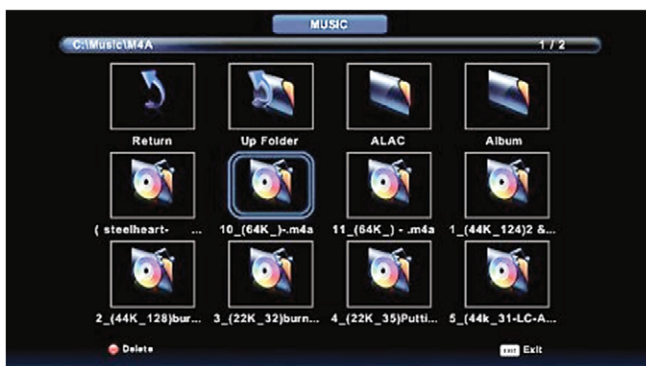 MUSIC
C:\Music\M4A 1 / 2
Return Up Folder ALAC Album
( steelheart- ... 10_(64K_)-.m4a 11_(64K_) - .m4a 1_(44K_124)2 &...
2_(44K_128)bur... 3_(22K_32)burn... 4_(22K_35)Putti... 5_(44k_31-LC-A...
Delete EXIT Exit